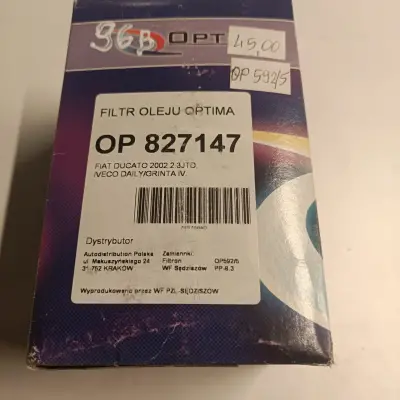 96B
OPT
45,00
OP 592/5
FILTR OLEJU OPTIMA
OP 827147
FIAT DUCATO 2002 2.3JTD,
IVECO DAILY/GRINTA IV.
Dystrybutor
Autodistribution Polska
ul. Makuszyńskiego 24
31-752 KRAKÓW
Zamienniki:
Filtron OP592/5
WF Sędziszów PP-8.3
Wyprodukowano przez WF PZL-SĘDZISZÓW